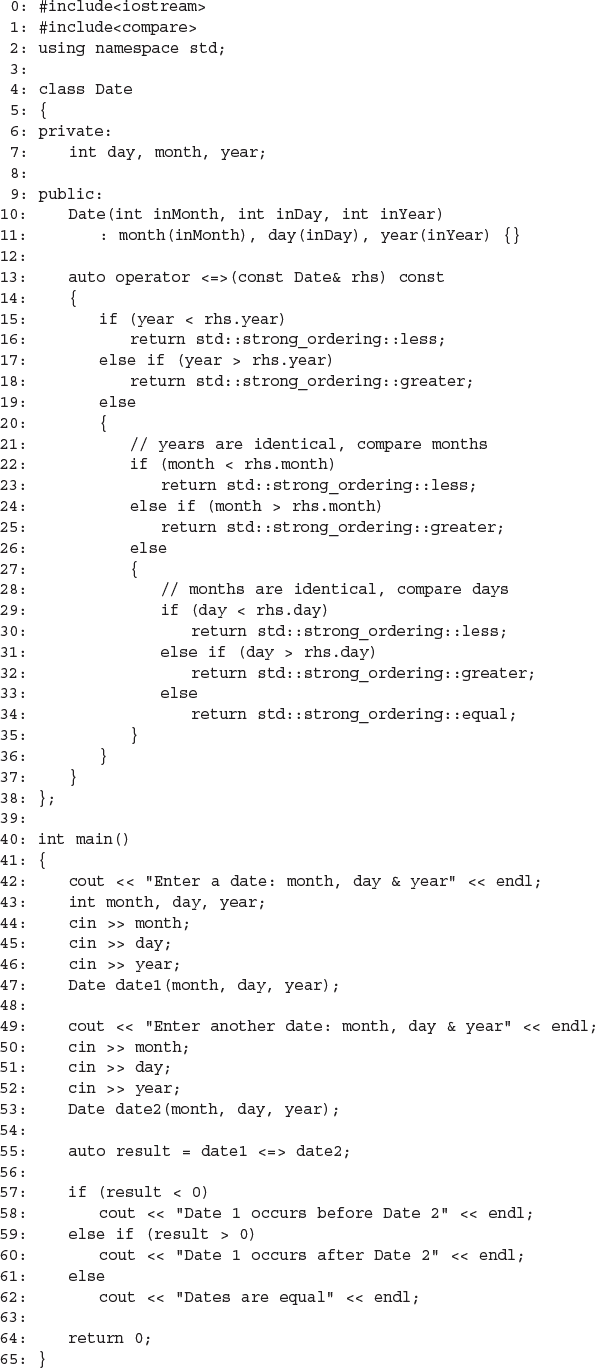 0: #include<iostream>
1: #include<compare>
2: using namespace std;
3:
4: class Date
5: {
6: private:
7:    int day, month, year;
8:
9: public:
10:    Date(int inMonth, int inDay, int inYear)
11:       : month(inMonth), day(inDay), year(inYear) {}
12:
13:    auto operator <=>(const Date& rhs) const
14:    {
15:       if (year < rhs.year)
16:          return std::strong_ordering::less;
17:       else if (year > rhs.year)
18:          return std::strong_ordering::greater;
19:       else
20:       {
21:          // years are identical, compare months
22:          if (month < rhs.month)
23:             return std::strong_ordering::less;
24:          else if (month > rhs.month)
25:             return std::strong_ordering::greater;
26:          else
27:          {
28:             // months are identical, compare days
29:             if (day < rhs.day)
30:                return std::strong_ordering::less;
31:             else if (day > rhs.day)
32:                return std::strong_ordering::greater;
33:             else
34:                return std::strong_ordering::equal;
35:          }
36:       }
37:    }
38: };
39:
40: int main()
41: {
42:    cout << "Enter a date: month, day & year" << endl;
43:    int month, day, year;
44:    cin >> month;
45:    cin >> day;
46:    cin >> year;
47:    Date date1(month, day, year);
48:
49:    cout << "Enter another date: month, day & year" << endl;
50:    cin >> month;
51:    cin >> day;
52:    cin >> year;
53:    Date date2(month, day, year);
54:
55:    auto result = date1 <=> date2;
56:
57:    if (result < 0)
58:       cout << "Date 1 occurs before Date 2" << endl;
59:    else if (result > 0)
60:       cout << "Date 1 occurs after Date 2" << endl;
61:    else
62:       cout << "Dates are equal" << endl;
63:
64:    return 0;
65: }